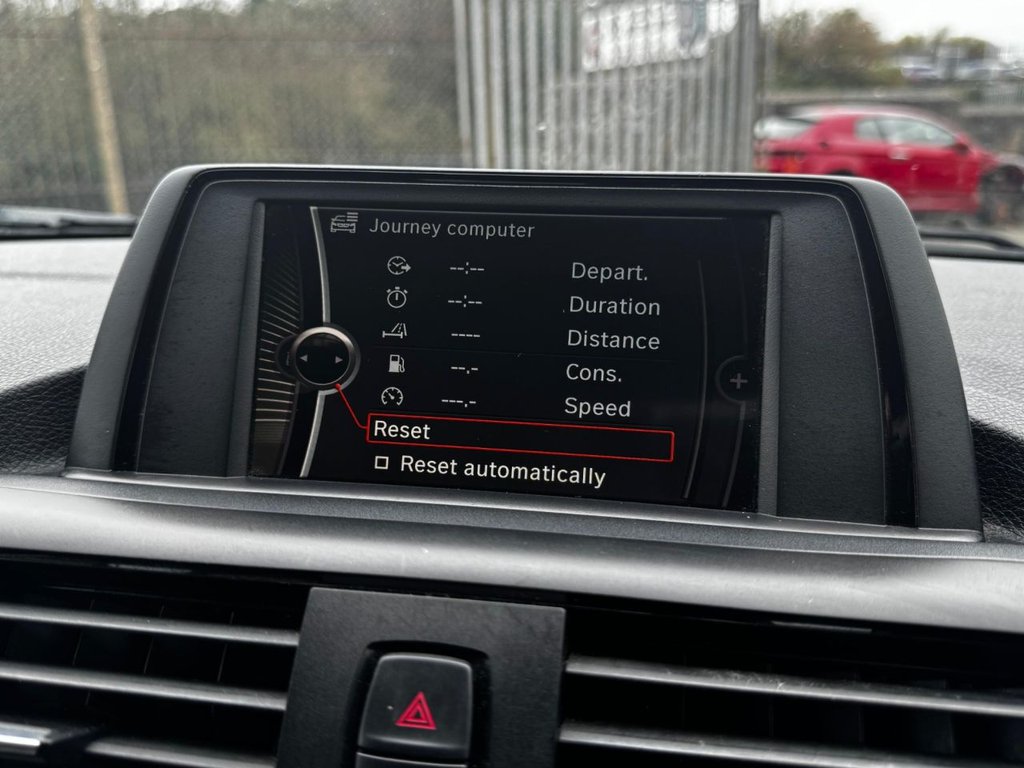 Journey computer
--:-- Depart.
--:-- Duration
---- Distance
--.- Cons.
---.- Speed
Reset
Reset automatically